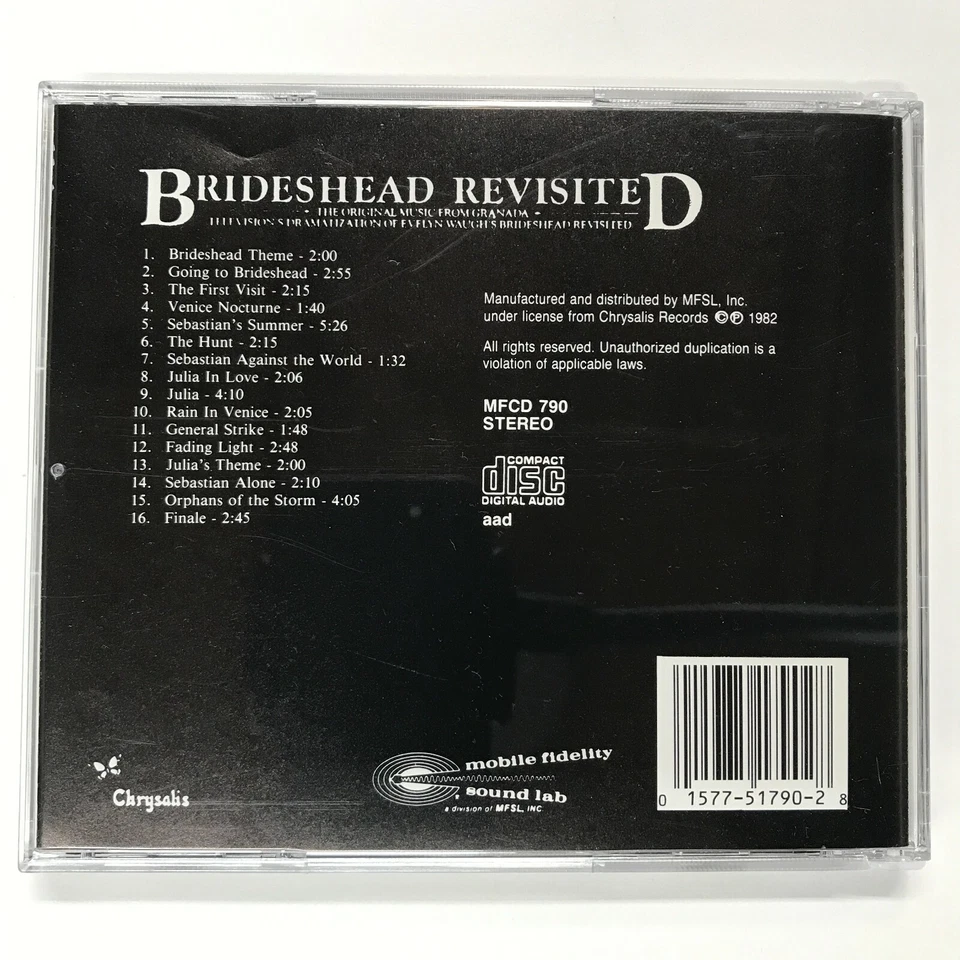 BRIDESHEAD REVISITED
• THE ORIGINAL MUSIC FROM GRANADA •
TELEVISION'S DRAMATIZATION OF EVELYN WAUGH'S BRIDESHEAD REVISITED
1. Brideshead Theme - 2:00
2. Going to Brideshead - 2:55
3. The First Visit - 2:15
4. Venice Nocturne - 1:40
5. Sebastian's Summer - 5:26
6. The Hunt - 2:15
7. Sebastian Against the World - 1:32
8. Julia In Love - 2:06
9. Julia - 4:10
10. Rain In Venice - 2:05
11. General Strike - 1:48
12. Fading Light - 2:48
13. Julia's Theme - 2:00
14. Sebastian Alone - 2:10
15. Orphans of the Storm - 4:05
16. Finale - 2:45
Manufactured and distributed by MFSL, Inc.
under license from Chrysalis Records ©℗ 1982
All rights reserved. Unauthorized duplication is a
violation of applicable laws.
MFCD 790
STEREO
COMPACT
disc
DIGITAL AUDIO
aad
Chrysalis
mobile fidelity
sound lab
a division of MFSL, INC.
0 1577-51790-2 8